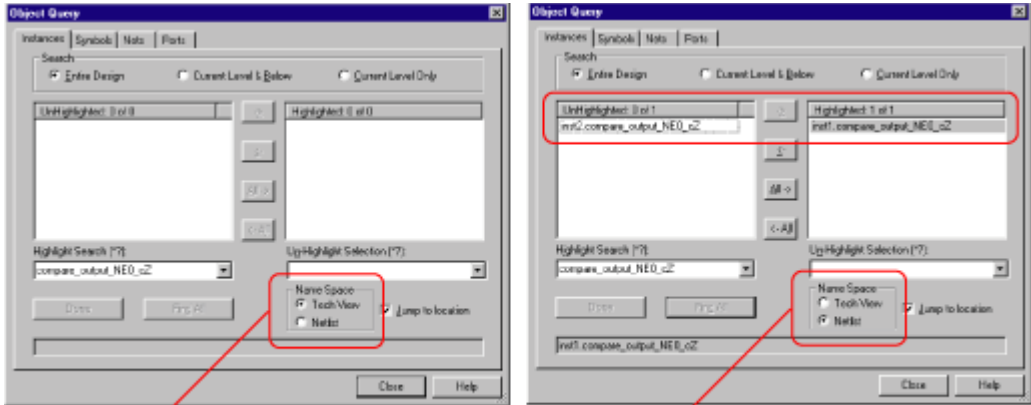 Object Query
Instances Symbols Nets Ports
Search
Entire Design Current Level & Below Current Level Only
UnHighlighted: 0 of 0
Highlighted: 0 of 0
All ->
<- All
Highlight Search (*?):
Un-Highlight Selection (*?):
compare_output_NE0_cZ
Find All
Name Space
Tech View
Netlist
Jump to location
Close Help
Object Query
Instances Symbols Nets Ports
Search
Entire Design Current Level & Below Current Level Only
UnHighlighted: 0 of 1
Highlighted: 1 of 1
inst2.compare_output_NE0_cZ
inst1.compare_output_NE0_cZ
All ->
<- All
Highlight Search (*?):
Un-Highlight Selection (*?):
compare_output_NE0_cZ
Find All
Name Space
Tech View
Netlist
Jump to location
inst1.compare_output_NE0_cZ
Close Help